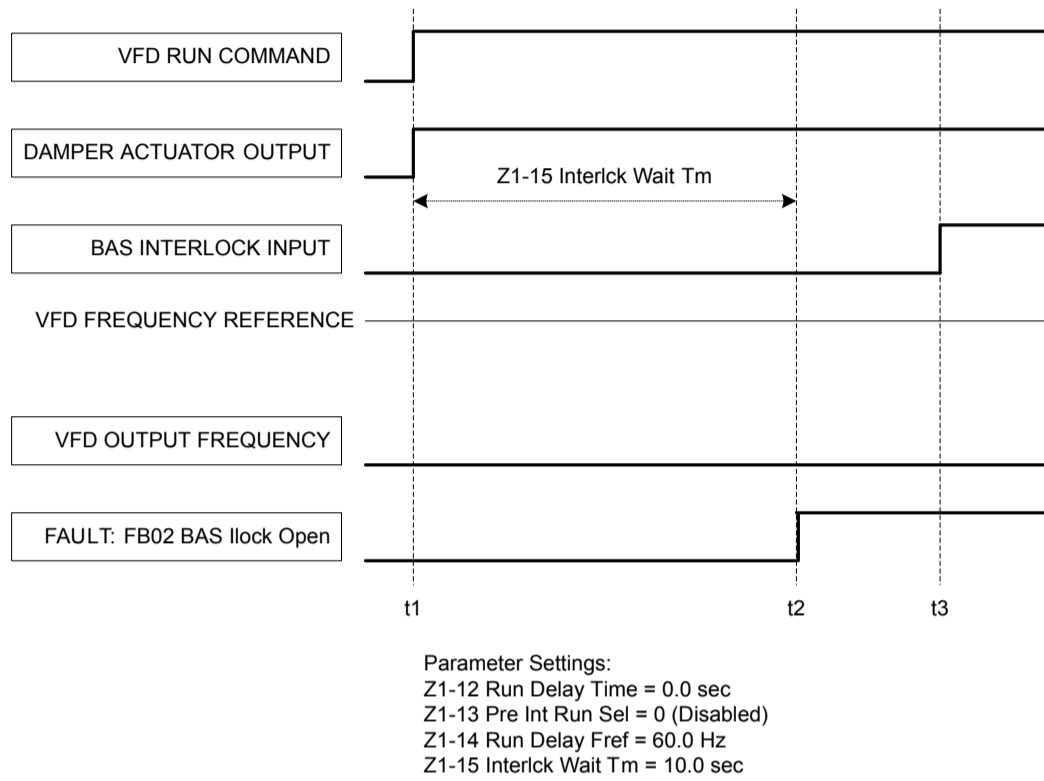 VFD RUN COMMAND
DAMPER ACTUATOR OUTPUT
Z1-15 Interlck Wait Tm
BAS INTERLOCK INPUT
VFD FREQUENCY REFERENCE
VFD OUTPUT FREQUENCY
FAULT: FB02 BAS Ilock Open
t1
t2
t3
Parameter Settings:
Z1-12 Run Delay Time = 0.0 sec
Z1-13 Pre Int Run Sel = 0 (Disabled)
Z1-14 Run Delay Fref = 60.0 Hz
Z1-15 Interlck Wait Tm = 10.0 sec